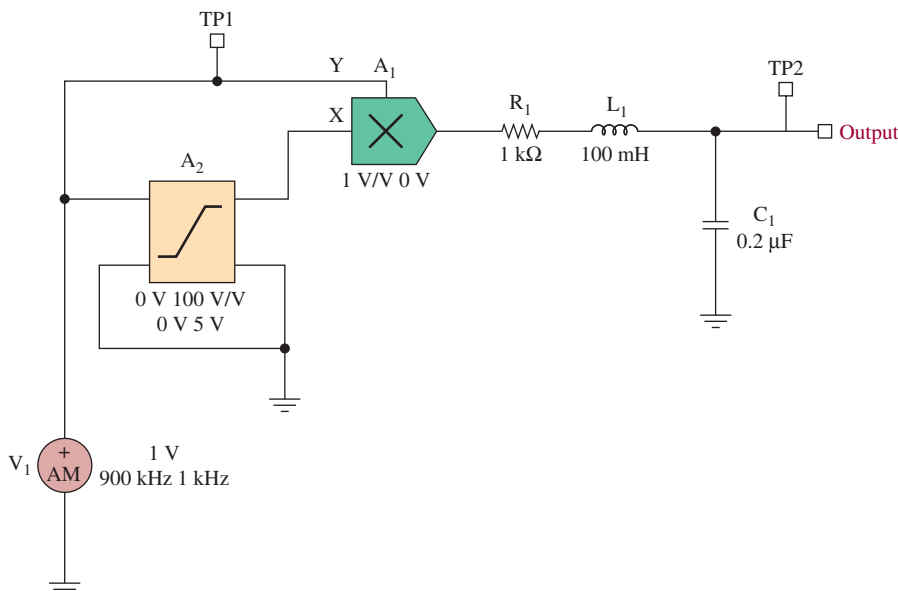 TP1
Y A₁
TP2
X
R₁
L₁
Output
1 kΩ
100 mH
A₂
1 V/V 0 V
C₁
0.2 μF
0 V 100 V/V
0 V 5 V
V₁
+
AM
1 V
900 kHz 1 kHz